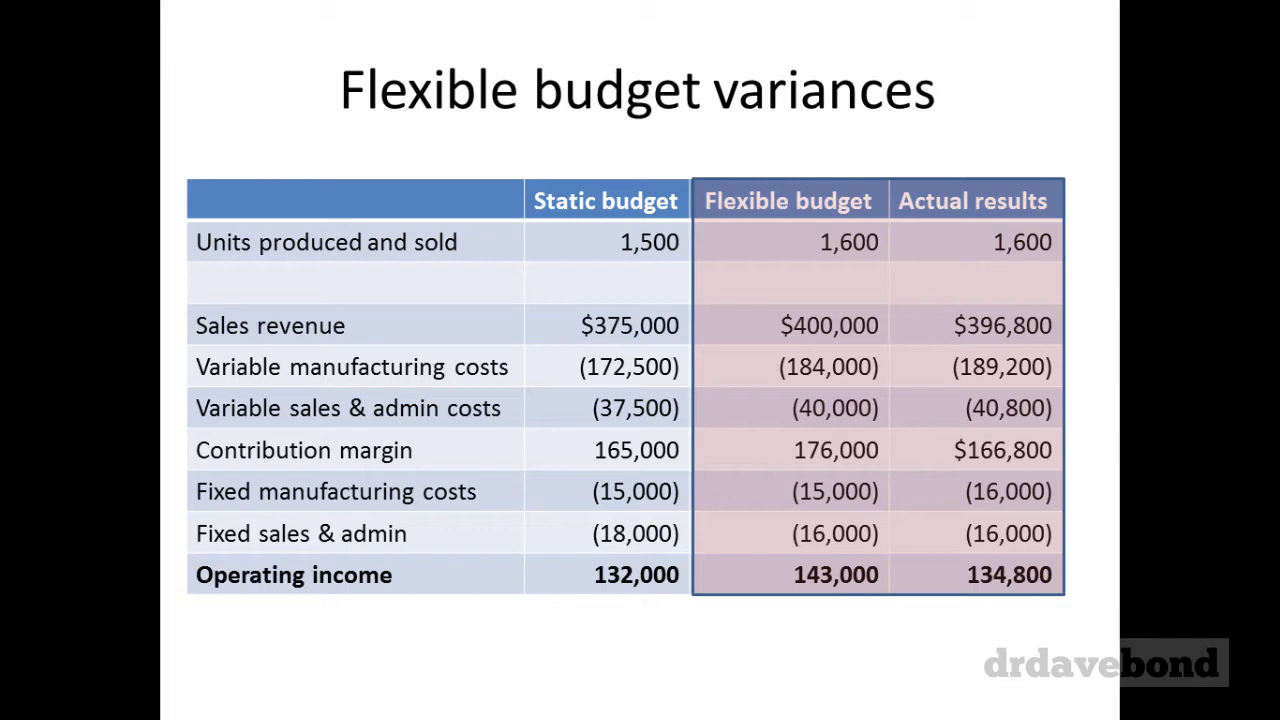 Flexible budget variances
Static budget Flexible budget Actual results
Units produced and sold 1,500 1,600 1,600
Sales revenue $375,000 $400,000 $396,800
Variable manufacturing costs (172,500) (184,000) (189,200)
Variable sales & admin costs (37,500) (40,000) (40,800)
Contribution margin 165,000 176,000 $166,800
Fixed manufacturing costs (15,000) (15,000) (16,000)
Fixed sales & admin (18,000) (16,000) (16,000)
Operating income 132,000 143,000 134,800
drdavebond